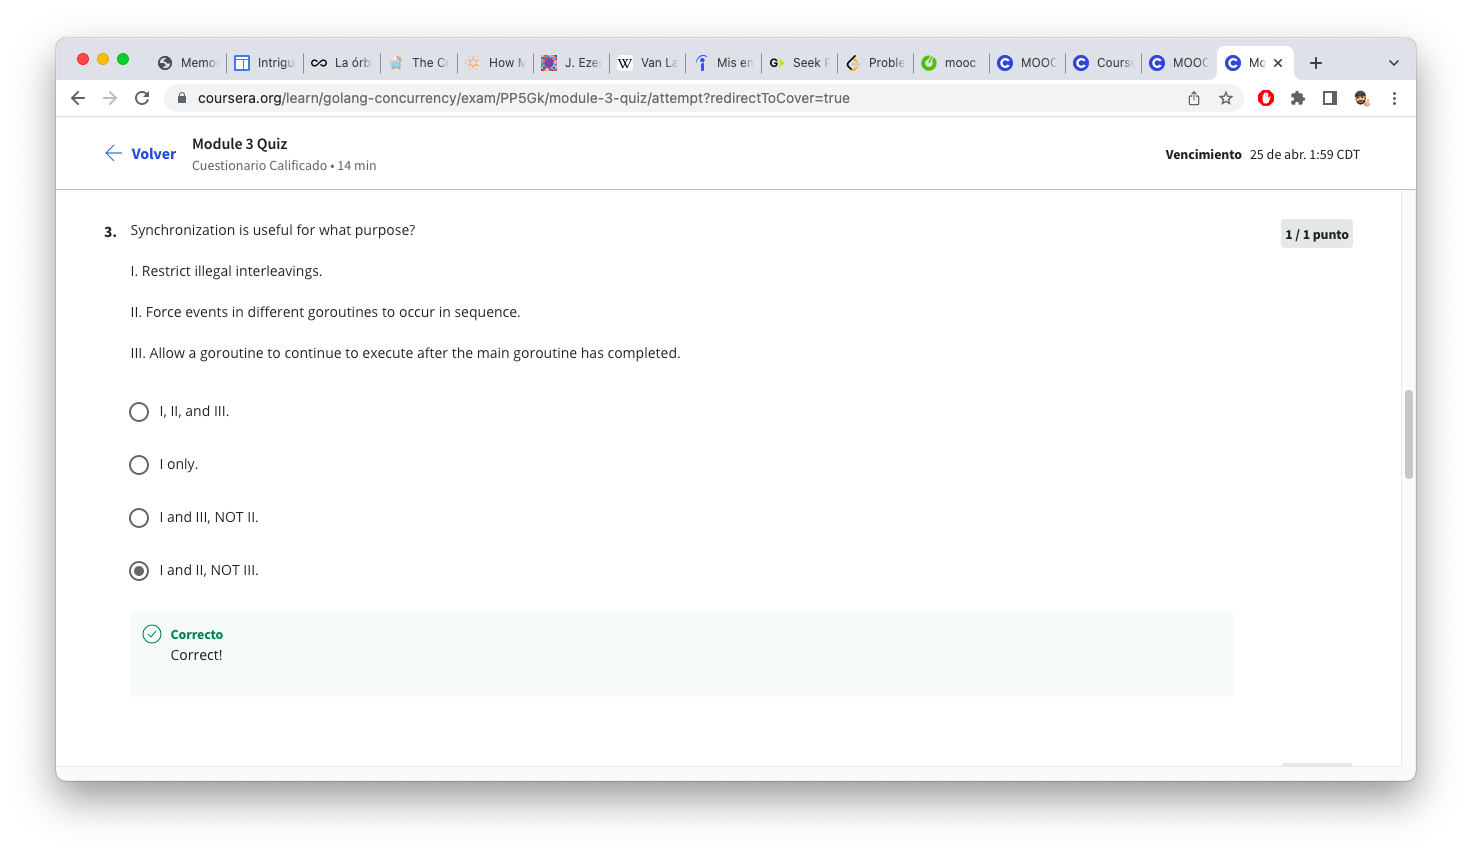 Memo Intrigu La órb The Co How M J. Ezec Van La Mis en Seek Proble mooc MOOC Cours MOOC Mo
coursera.org/learn/golang-concurrency/exam/PP5Gk/module-3-quiz/attempt?redirectToCover=true
Volver
Module 3 Quiz
Cuestionario Calificado • 14 min
Vencimiento 25 de abr. 1:59 CDT
3. Synchronization is useful for what purpose?
1 / 1 punto
I. Restrict illegal interleavings.
II. Force events in different goroutines to occur in sequence.
III. Allow a goroutine to continue to execute after the main goroutine has completed.
I, II, and III.
I only.
I and III, NOT II.
I and II, NOT III.
Correcto
Correct!